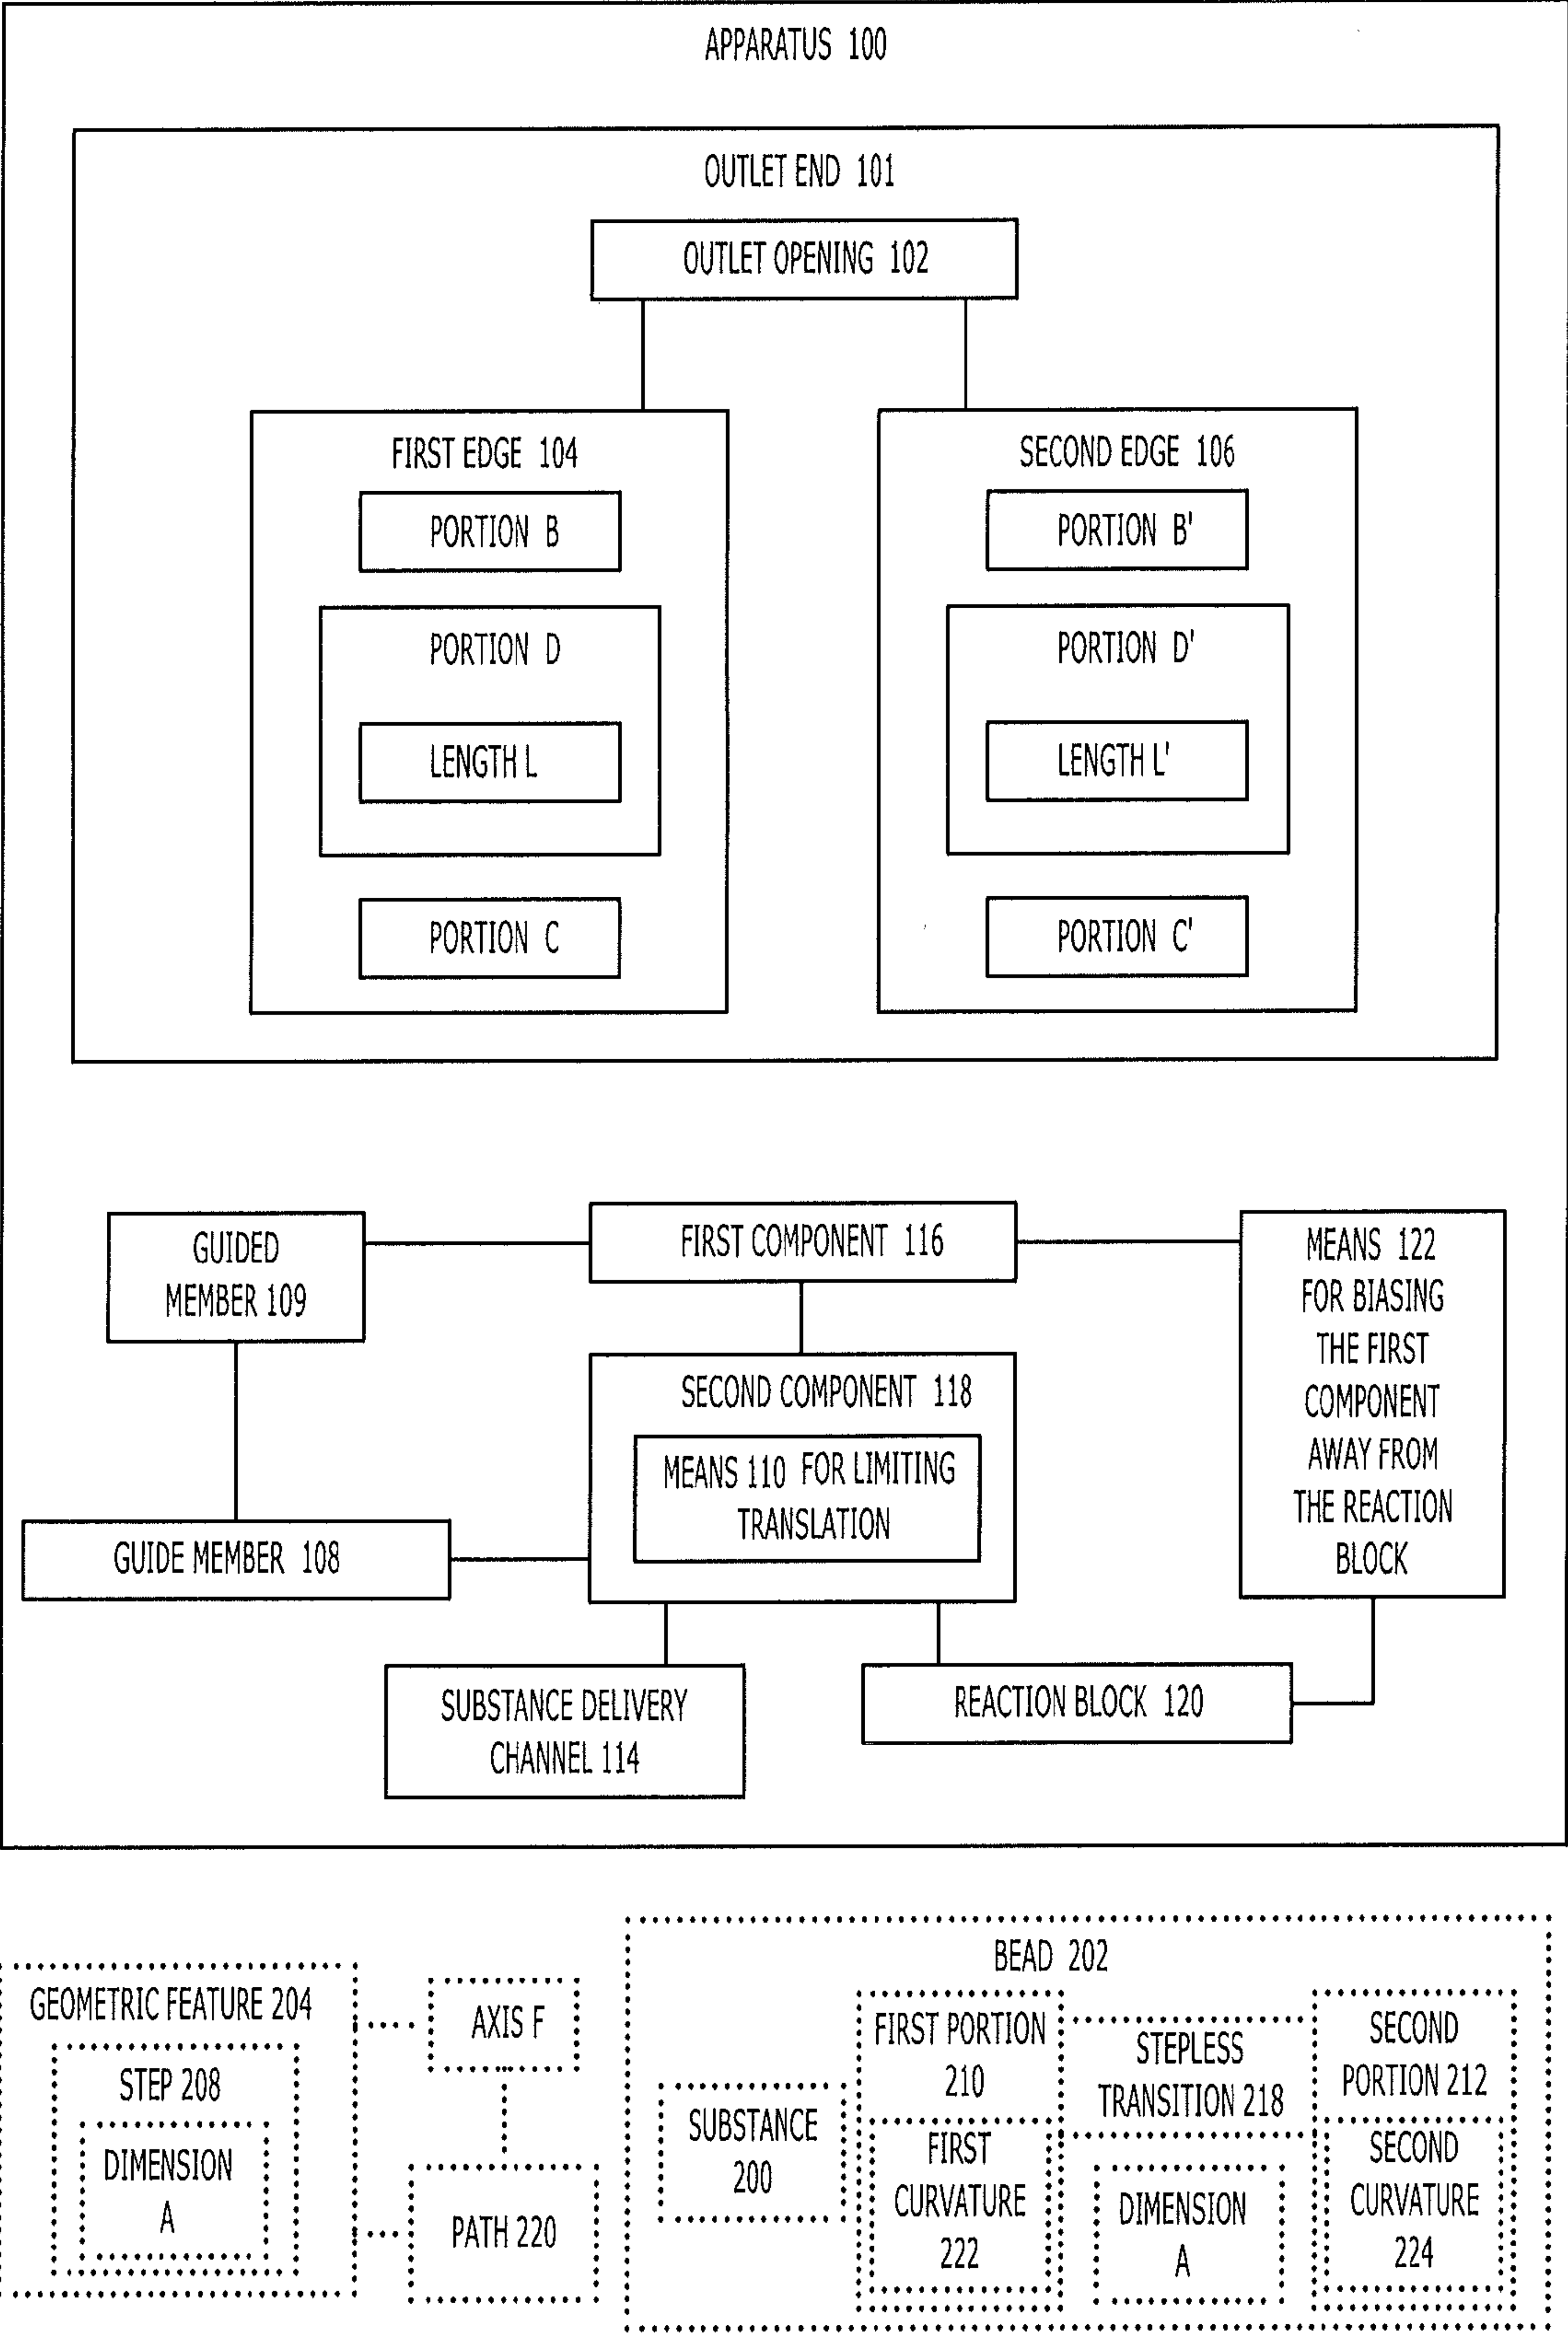 APPARATUS 100
OUTLET END 101
OUTLET OPENING 102
FIRST EDGE 104
PORTION B
PORTION D
LENGTH L
PORTION C
SECOND EDGE 106
PORTION B'
PORTION D'
LENGTH L'
PORTION C'
GUIDED
MEMBER 109
FIRST COMPONENT 116
MEANS 122
FOR BIASING
THE FIRST
COMPONENT
AWAY FROM
THE REACTION
BLOCK
SECOND COMPONENT 118
MEANS 110 FOR LIMITING
TRANSLATION
GUIDE MEMBER 108
SUBSTANCE DELIVERY
CHANNEL 114
REACTION BLOCK 120
GEOMETRIC FEATURE 204
STEP 208
DIMENSION
A
AXIS F
PATH 220
BEAD 202
SUBSTANCE
200
FIRST PORTION
210
FIRST
CURVATURE
222
STEPLESS
TRANSITION 218
DIMENSION
A
SECOND
PORTION 212
SECOND
CURVATURE
224